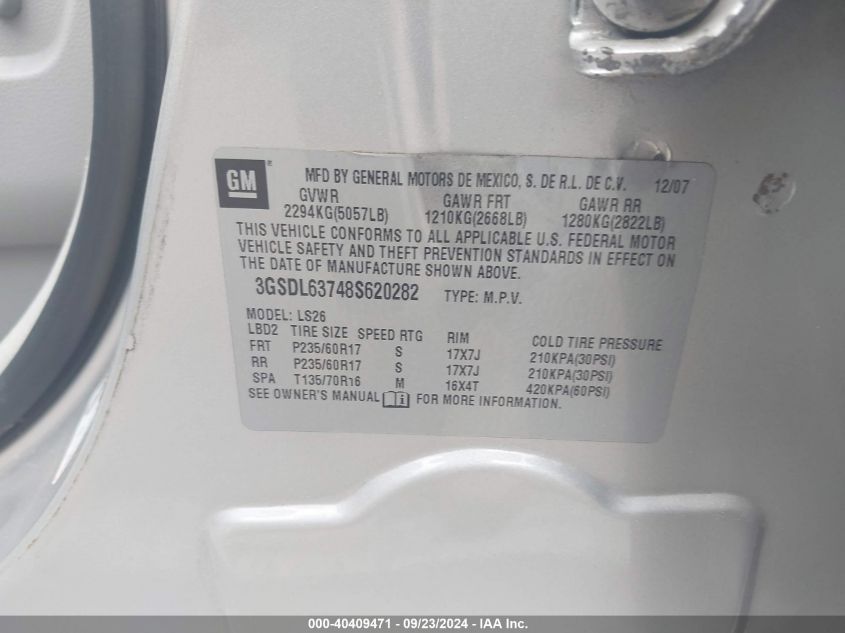 GM ® MFD BY GENERAL MOTORS DE MEXICO, S. DE R.L. DE C.V. 12/07
GVWR GAWR FRT GAWR RR
2294KG(5057LB) 1210KG(2668LB) 1280KG(2822LB)
THIS VEHICLE CONFORMS TO ALL APPLICABLE U.S. FEDERAL MOTOR
VEHICLE SAFETY AND THEFT PREVENTION STANDARDS IN EFFECT ON
THE DATE OF MANUFACTURE SHOWN ABOVE.
3GSDL63748S620282 TYPE: M.P.V.
MODEL: LS26
LBD2 TIRE SIZE SPEED RTG RIM COLD TIRE PRESSURE
FRT P235/60R17 S 17X7J 210KPA(30PSI)
RR P235/60R17 S 17X7J 210KPA(30PSI)
SPA T135/70R16 M 16X4T 420KPA(60PSI)
SEE OWNER'S MANUAL i FOR MORE INFORMATION.
000-40409471 - 09/23/2024 - IAA Inc.